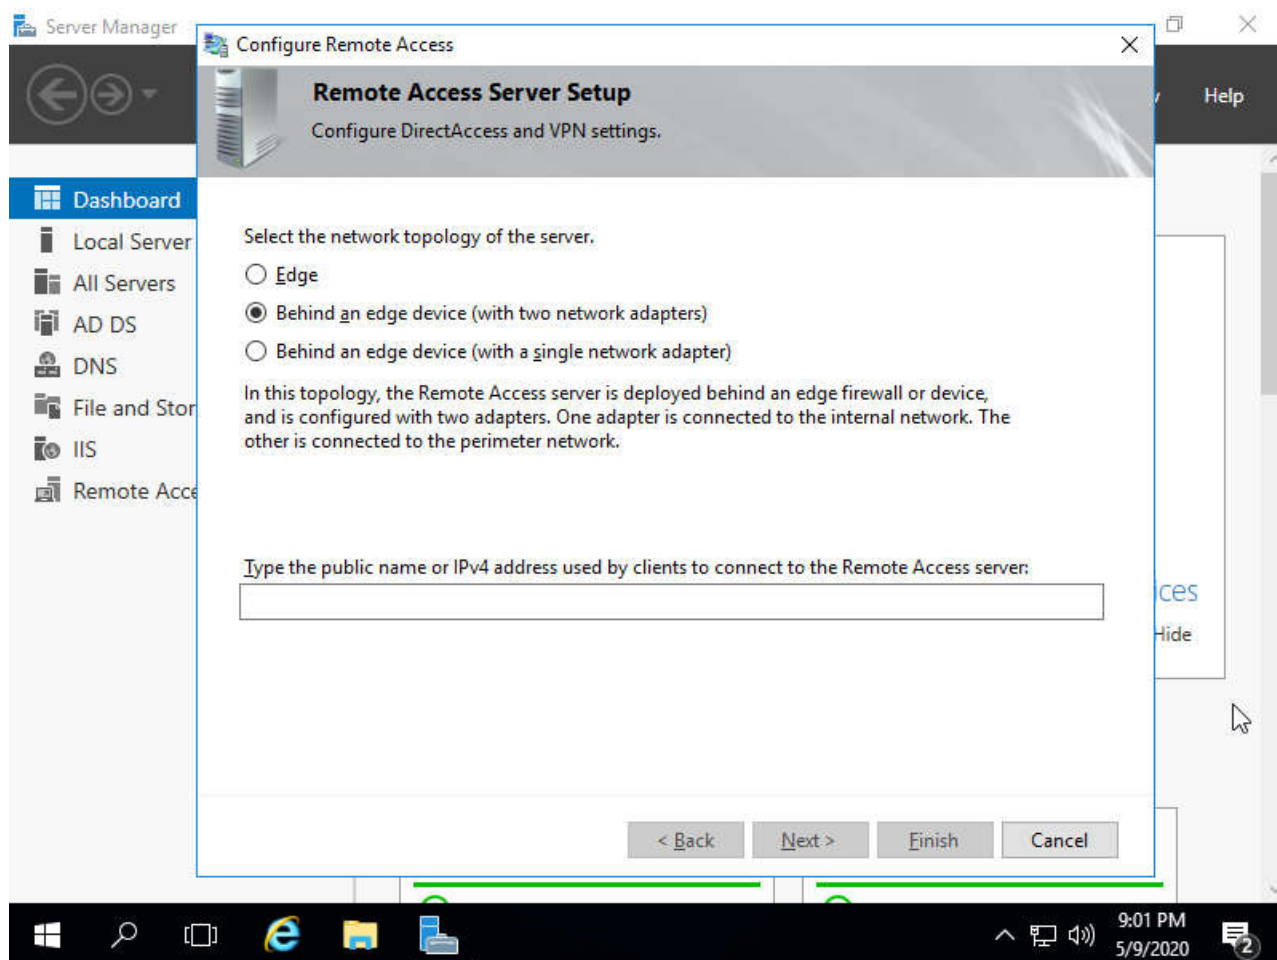 Server Manager
Configure Remote Access
Remote Access Server Setup
Configure DirectAccess and VPN settings.
Help
Dashboard
Local Server
All Servers
AD DS
DNS
File and Stor
IIS
Remote Acce
Select the network topology of the server.
Edge
Behind an edge device (with two network adapters)
Behind an edge device (with a single network adapter)
In this topology, the Remote Access server is deployed behind an edge firewall or device,
and is configured with two adapters. One adapter is connected to the internal network. The
other is connected to the perimeter network.
Type the public name or IPv4 address used by clients to connect to the Remote Access server:
ices
Hide
< Back
Next >
Finish
Cancel
9:01 PM
5/9/2020
2